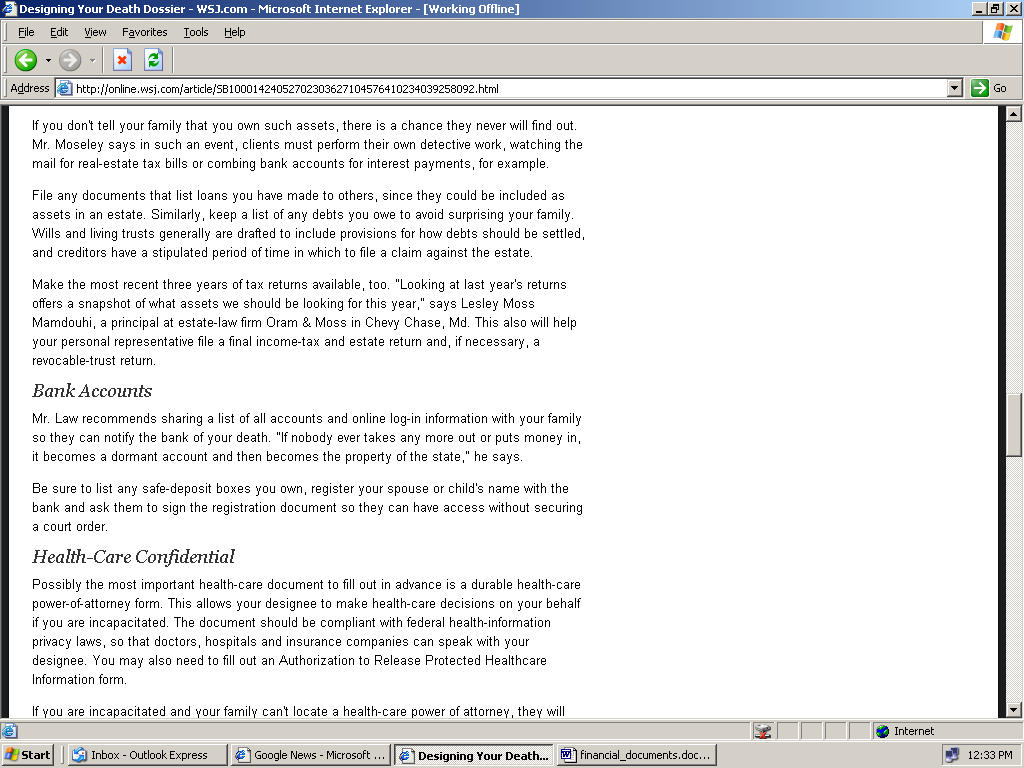 Designing Your Death Dossier - WSJ.com - Microsoft Internet Explorer - [Working Offline]
File Edit View Favorites Tools Help
Address http://online.wsj.com/article/SB10001424052702303627104576410234039258092.html Go
If you don't tell your family that you own such assets, there is a chance they never will find out.
Mr. Moseley says in such an event, clients must perform their own detective work, watching the
mail for real-estate tax bills or combing bank accounts for interest payments, for example.
File any documents that list loans you have made to others, since they could be included as
assets in an estate. Similarly, keep a list of any debts you owe to avoid surprising your family.
Wills and living trusts generally are drafted to include provisions for how debts should be settled,
and creditors have a stipulated period of time in which to file a claim against the estate.
Make the most recent three years of tax returns available, too. "Looking at last year's returns
offers a snapshot of what assets we should be looking for this year," says Lesley Moss
Mamdouhi, a principal at estate-law firm Oram & Moss in Chevy Chase, Md. This also will help
your personal representative file a final income-tax and estate return and, if necessary, a
revocable-trust return.
Bank Accounts
Mr. Law recommends sharing a list of all accounts and online log-in information with your family
so they can notify the bank of your death. "If nobody ever takes any more out or puts money in,
it becomes a dormant account and then becomes the property of the state," he says.
Be sure to list any safe-deposit boxes you own, register your spouse or child's name with the
bank and ask them to sign the registration document so they can have access without securing
a court order.
Health-Care Confidential
Possibly the most important health-care document to fill out in advance is a durable health-care
power-of-attorney form. This allows your designee to make health-care decisions on your behalf
if you are incapacitated. The document should be compliant with federal health-information
privacy laws, so that doctors, hospitals and insurance companies can speak with your
designee. You may also need to fill out an Authorization to Release Protected Healthcare
Information form.
If you are incapacitated and your family can't locate a health-care power of attorney, they will
Internet
Start Inbox - Outlook Express Google News - Microsoft ... Designing Your Death... financial_documents.doc... 12:33 PM